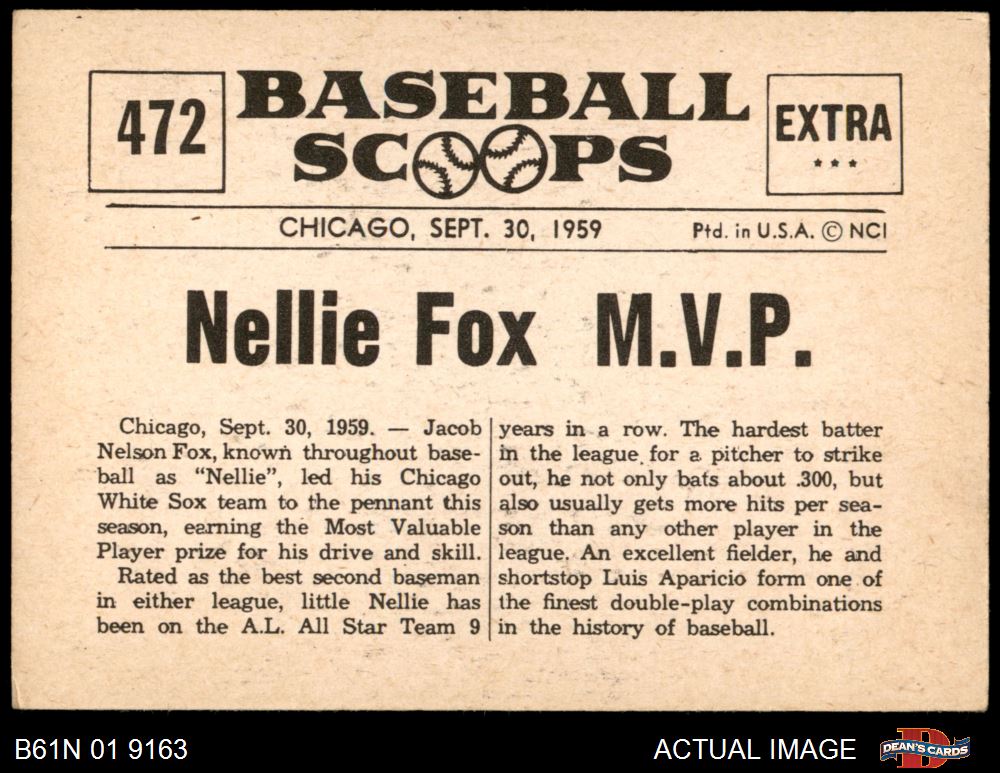 472
BASEBALL
SCOOPS
EXTRA
***
CHICAGO, SEPT. 30, 1959
Ptd. in U.S.A. © NCI
Nellie Fox M.V.P.
Chicago, Sept. 30, 1959. — Jacob
Nelson Fox, known throughout base-
ball as "Nellie", led his Chicago
White Sox team to the pennant this
season, earning the Most Valuable
Player prize for his drive and skill.
Rated as the best second baseman
in either league, little Nellie has
been on the A.L. All Star Team 9
years in a row. The hardest batter
in the league for a pitcher to strike
out, he not only bats about .300, but
also usually gets more hits per sea-
son than any other player in the
league. An excellent fielder, he and
shortstop Luis Aparicio form one of
the finest double-play combinations
in the history of baseball.
B61N 01 9163
ACTUAL IMAGE
D
DEAN'S CARDS